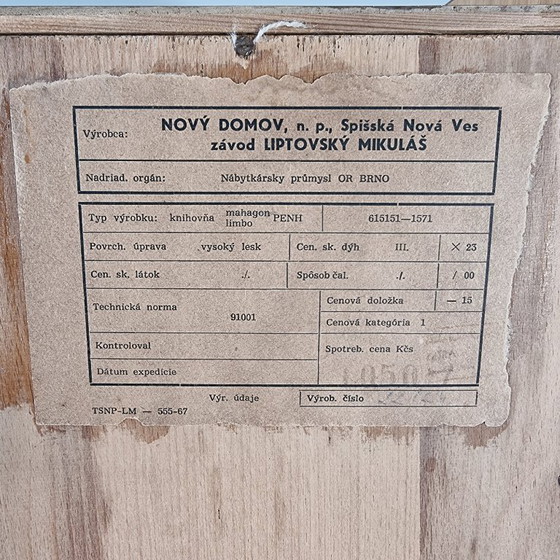 Výrobca: NOVÝ DOMOV, n. p., Spišská Nová Ves
závod LIPTOVSKÝ MIKULÁŠ
Nadriad. orgán: Nábytkársky průmysl OR BRNO
Typ výrobku: knihovňa mahagon limbo PENH 615151—1571
Povrch. úprava vysoký lesk Cen. sk. dýh III. X 23
Cen. sk. látok ./. Spôsob čal. ./. / 00
Technická norma 91001 Cenová doložka — 15
Cenová kategória 1
Kontroloval Spotreb. cena Kčs
Dátum expedície
Výr. údaje Výrob. číslo
TSNP-LM — 555-67